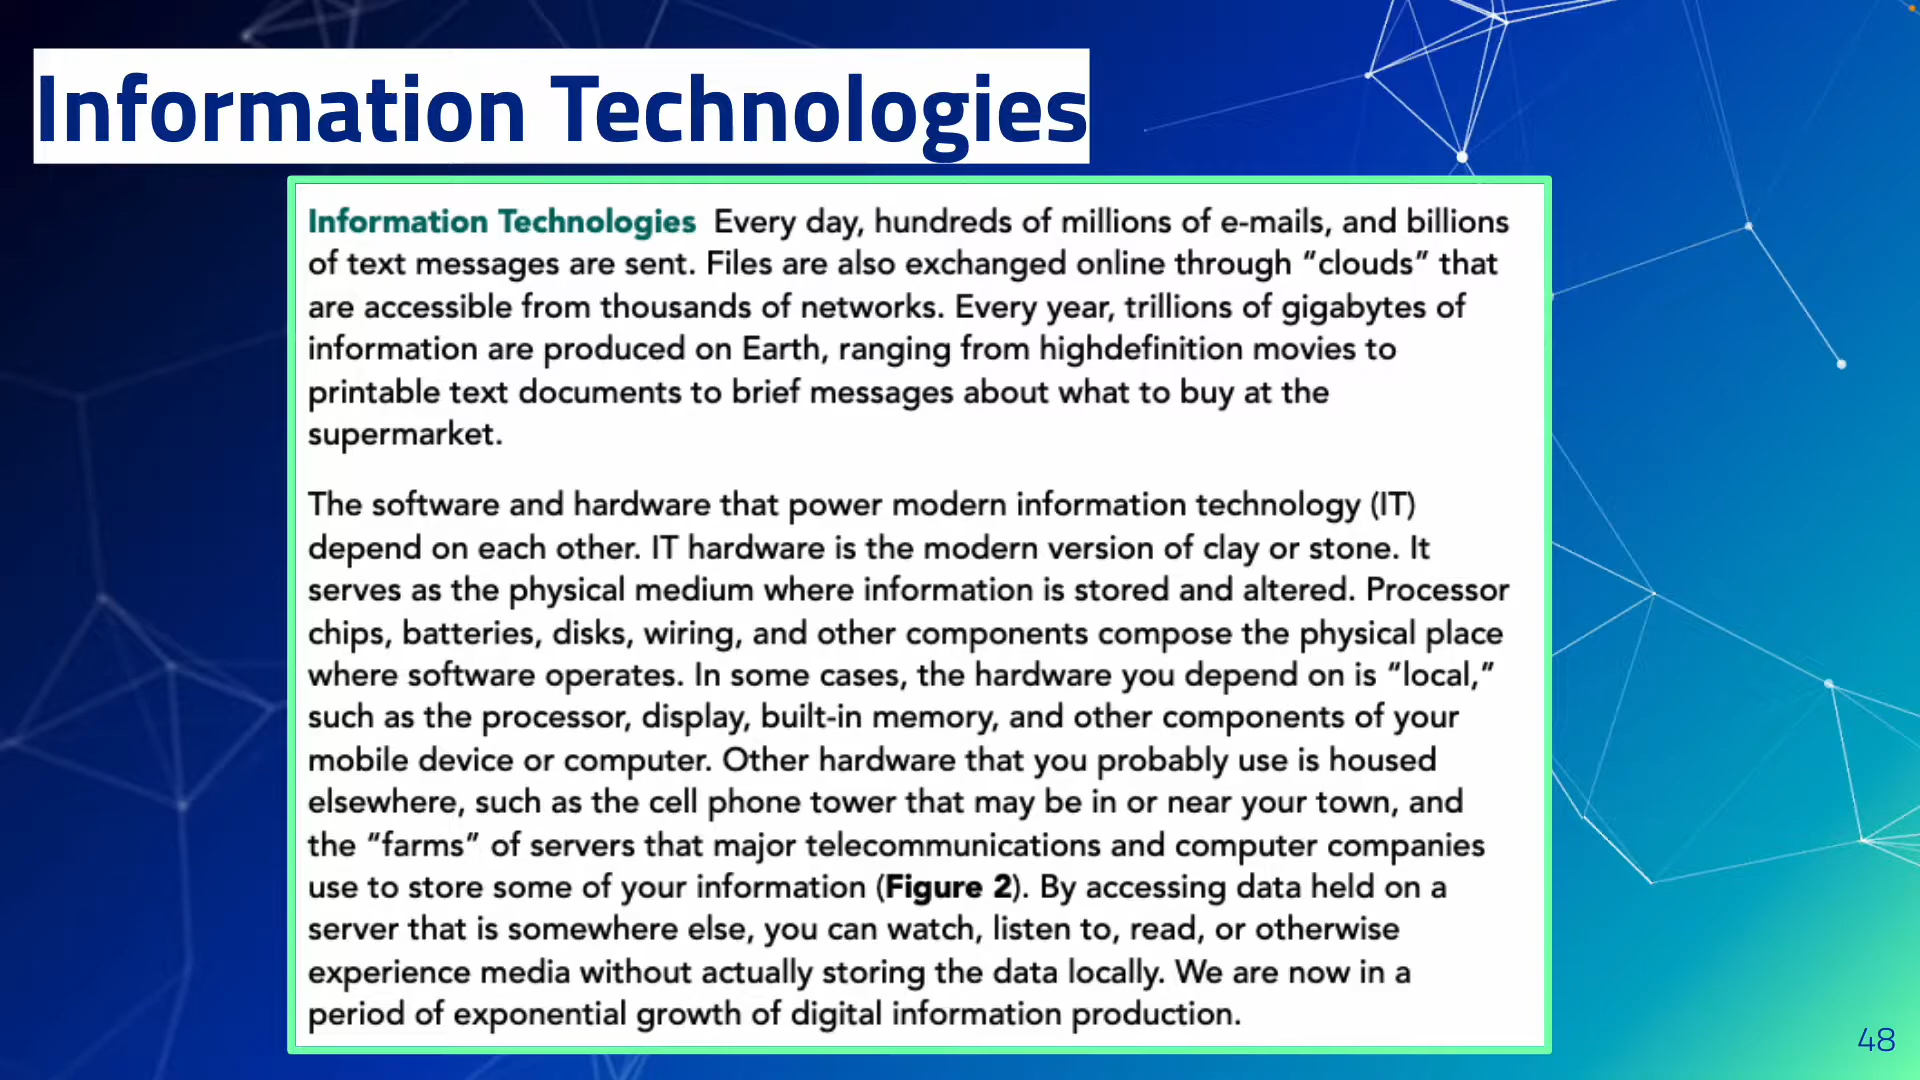 Information Technologies
Information Technologies Every day, hundreds of millions of e-mails, and billions
of text messages are sent. Files are also exchanged online through “clouds” that
are accessible from thousands of networks. Every year, trillions of gigabytes of
information are produced on Earth, ranging from highdefinition movies to
printable text documents to brief messages about what to buy at the
supermarket.
The software and hardware that power modern information technology (IT)
depend on each other. IT hardware is the modern version of clay or stone. It
serves as the physical medium where information is stored and altered. Processor
chips, batteries, disks, wiring, and other components compose the physical place
where software operates. In some cases, the hardware you depend on is “local,”
such as the processor, display, built-in memory, and other components of your
mobile device or computer. Other hardware that you probably use is housed
elsewhere, such as the cell phone tower that may be in or near your town, and
the “farms” of servers that major telecommunications and computer companies
use to store some of your information (Figure 2). By accessing data held on a
server that is somewhere else, you can watch, listen to, read, or otherwise
experience media without actually storing the data locally. We are now in a
period of exponential growth of digital information production.
48